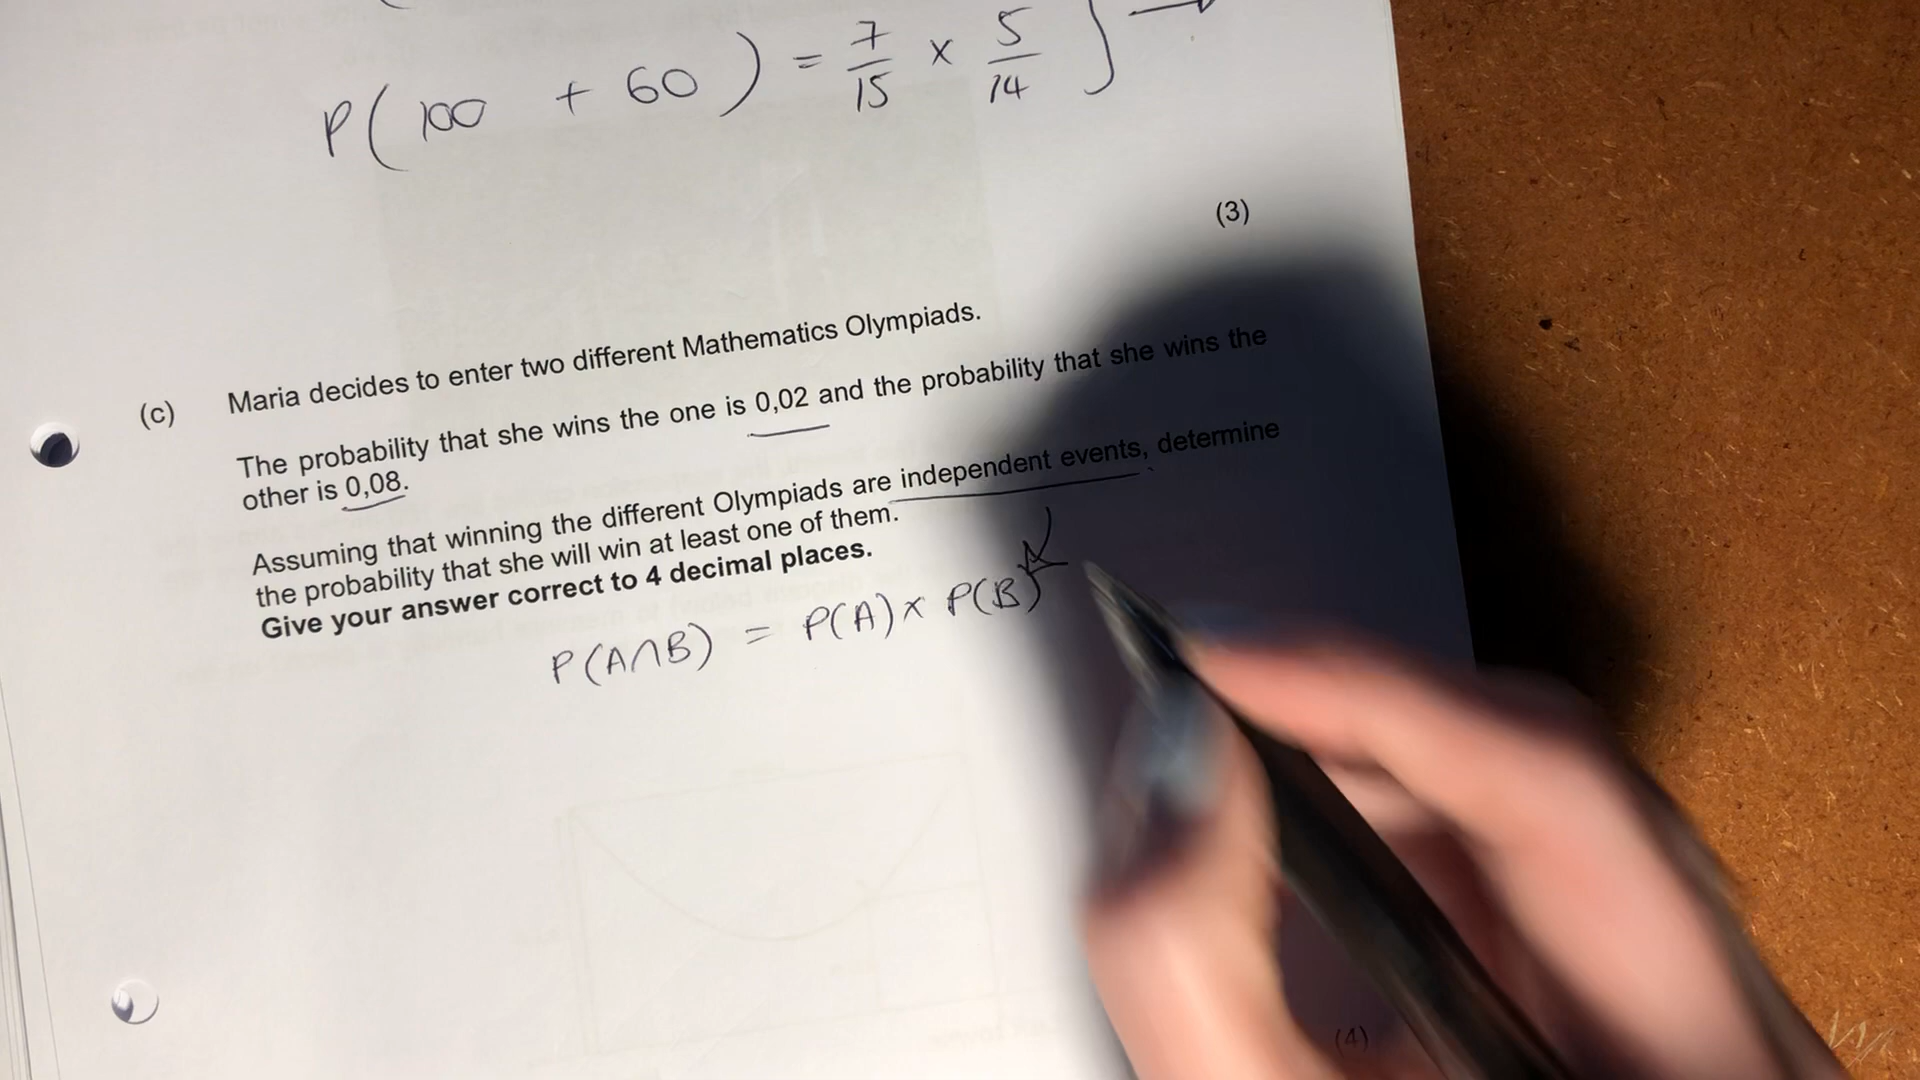 P(100 + 60) = 7/15 × 5/14 }
(3)
(c) Maria decides to enter two different Mathematics Olympiads.
The probability that she wins the one is 0,02 and the probability that she wins the
other is 0,08.
Assuming that winning the different Olympiads are independent events, determine
the probability that she will win at least one of them.
Give your answer correct to 4 decimal places.
P(A∩B) = P(A) × P(B)
(4)